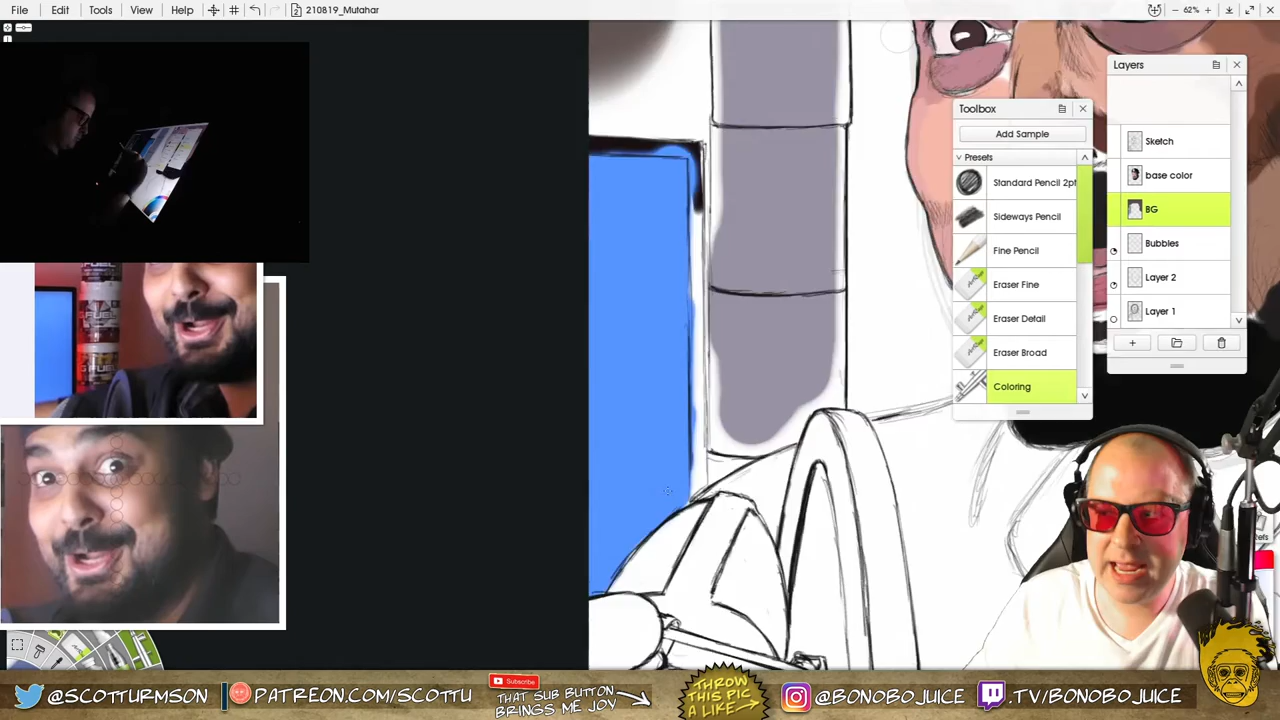 File Edit Tools View Help 2 210819_Mutahar 62%
Layers
Toolbox
Add Sample
Presets
Standard Pencil 2pt
Sideways Pencil
Fine Pencil
Eraser Fine
Eraser Detail
Eraser Broad
Coloring
Sketch
base color
BG
Bubbles
Layer 2
Layer 1
G FUEL
@SCOTTURMSON
PATREON.COM/SCOTTU
Subscribe
THAT SUB BUTTON
BRINGS ME JOY
THROW
THIS PIC
A LIKE
@BONOBOJUICE
.TV/BONOBOJUICE